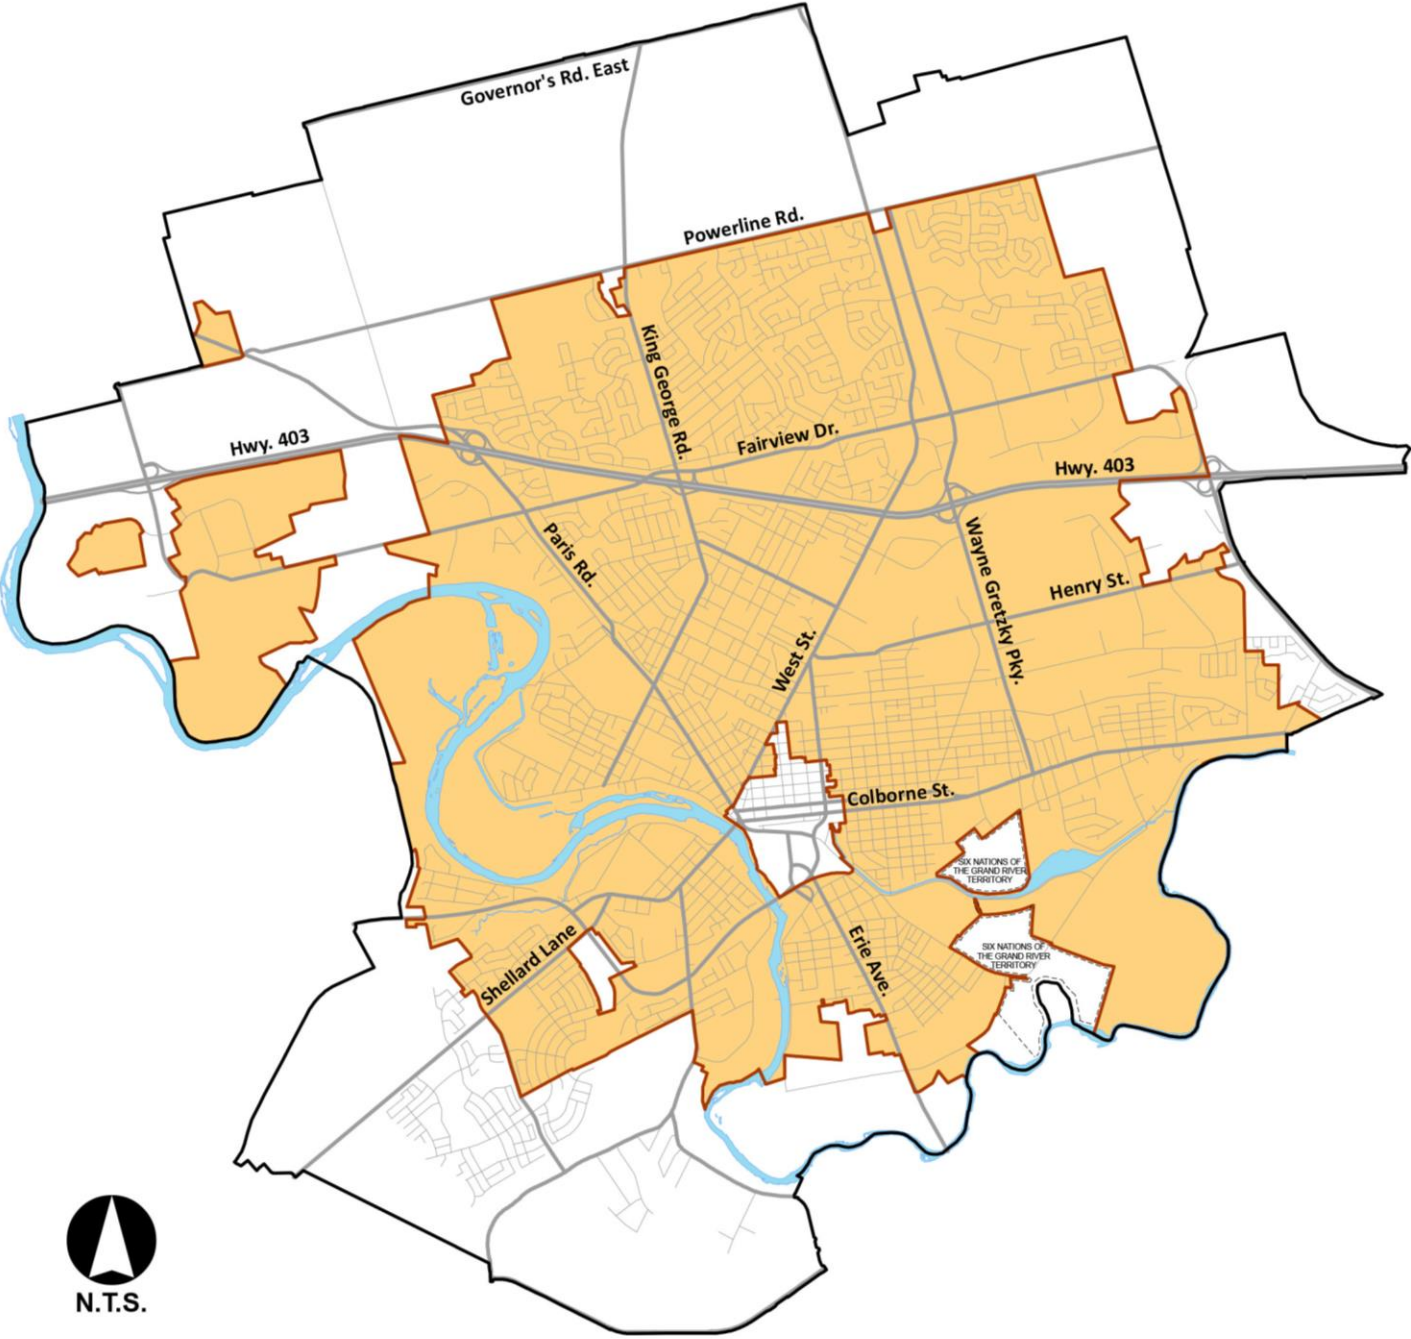 Governor's Rd. East
Powerline Rd.
King George Rd.
Fairview Dr.
Hwy. 403
Hwy. 403
Paris Rd.
Wayne Gretzky Pky.
Henry St.
West St.
Colborne St.
SIX NATIONS OF
THE GRAND RIVER
TERRITORY
Shellard Lane
Erie Ave.
SIX NATIONS OF
THE GRAND RIVER
TERRITORY
N.T.S.